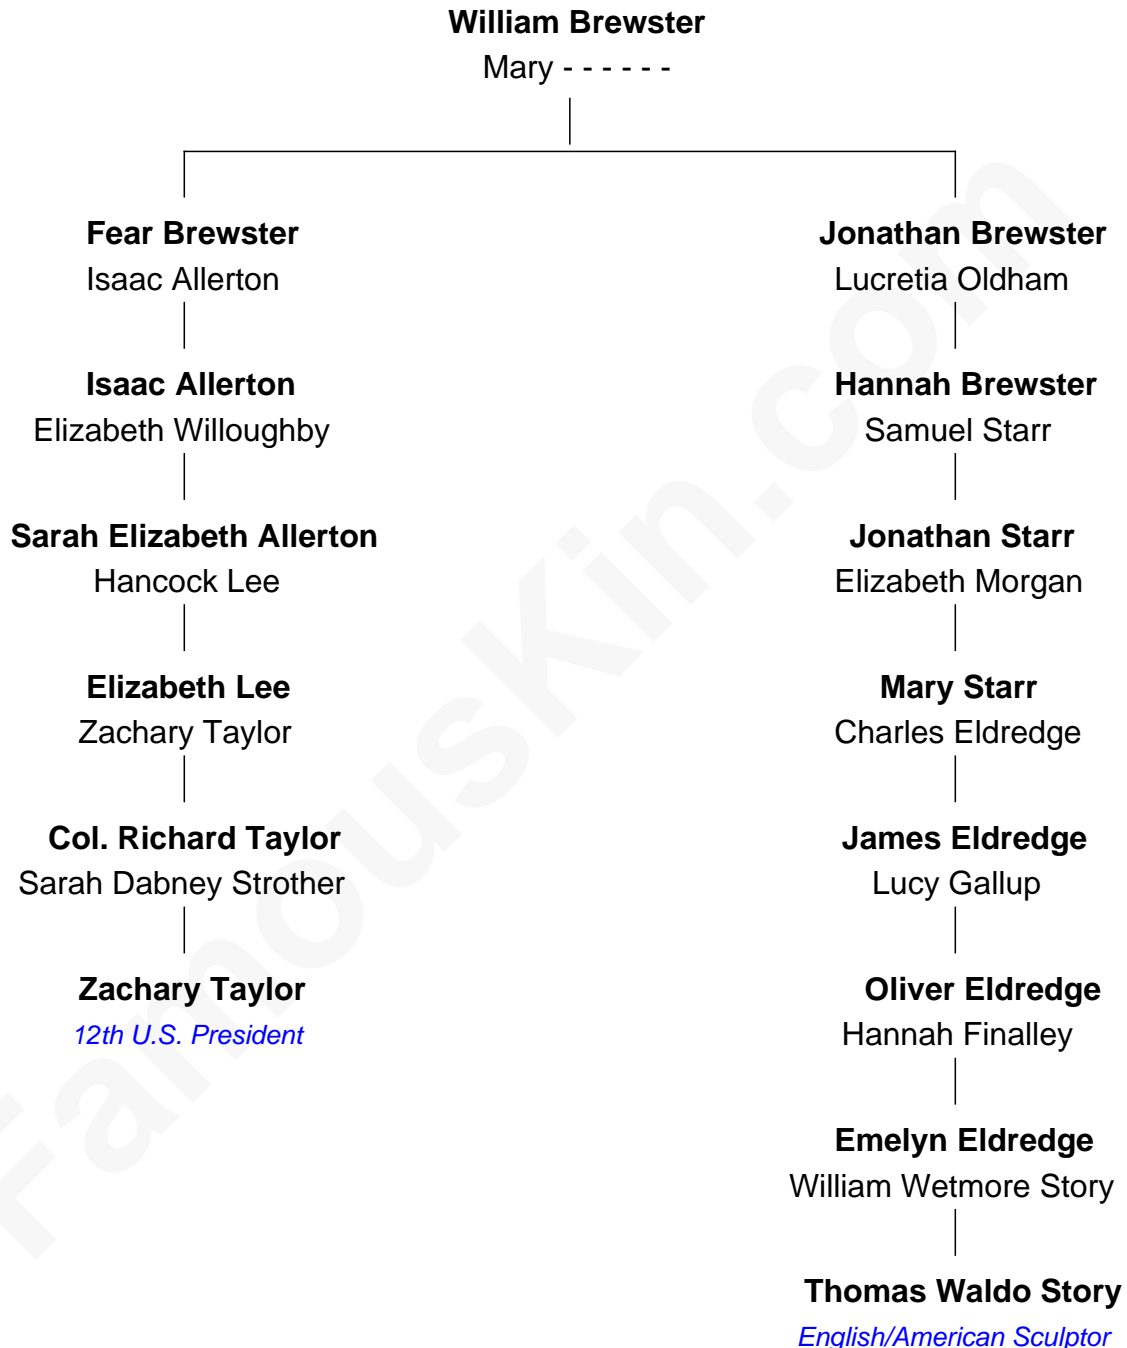 William Brewster
Mary - - - - - -
Fear Brewster
Isaac Allerton
Jonathan Brewster
Lucretia Oldham
Isaac Allerton
Elizabeth Willoughby
Hannah Brewster
Samuel Starr
Sarah Elizabeth Allerton
Hancock Lee
Jonathan Starr
Elizabeth Morgan
Elizabeth Lee
Zachary Taylor
Mary Starr
Charles Eldredge
Col. Richard Taylor
Sarah Dabney Strother
James Eldredge
Lucy Gallup
Zachary Taylor
12th U.S. President
Oliver Eldredge
Hannah Finalley
Emelyn Eldredge
William Wetmore Story
Thomas Waldo Story
English/American Sculptor
FamousKin.com